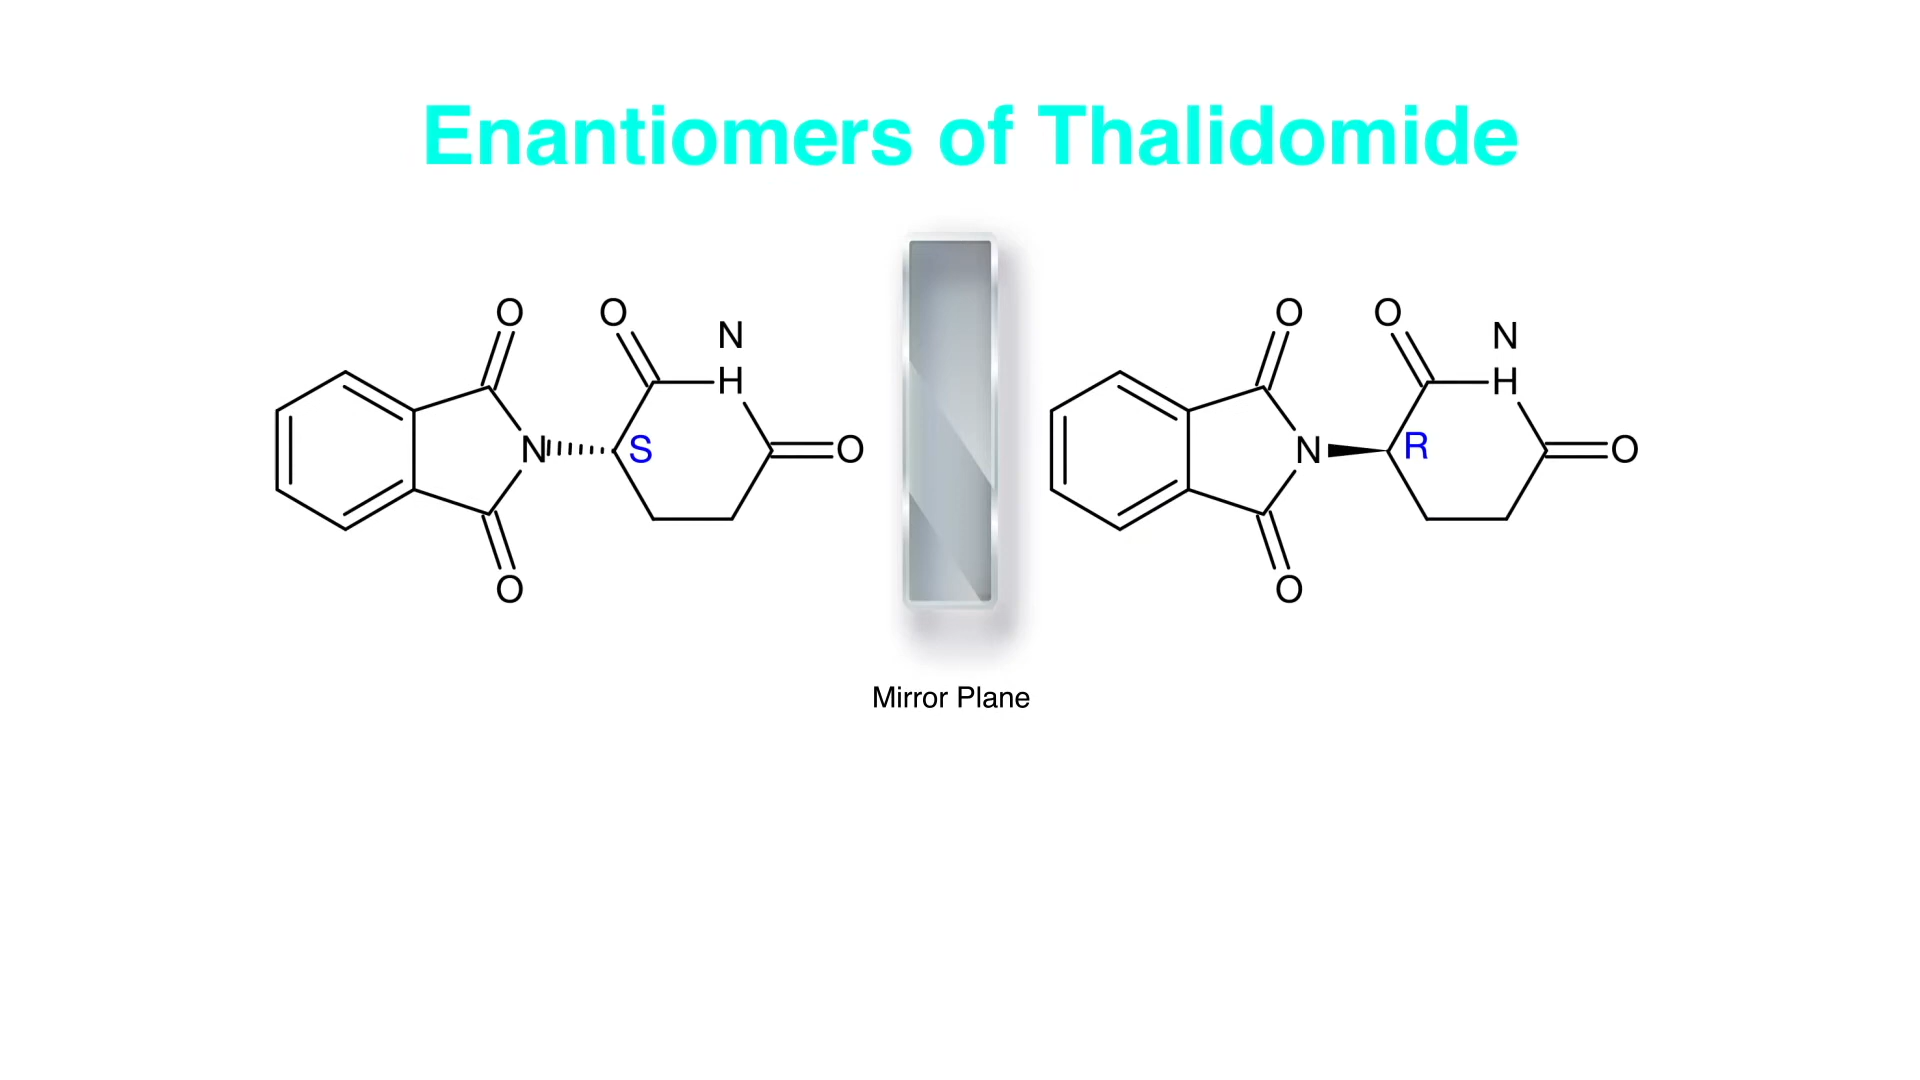 Enantiomers of Thalidomide
O O N O O N
H H
N S O N R O
O O
Mirror Plane